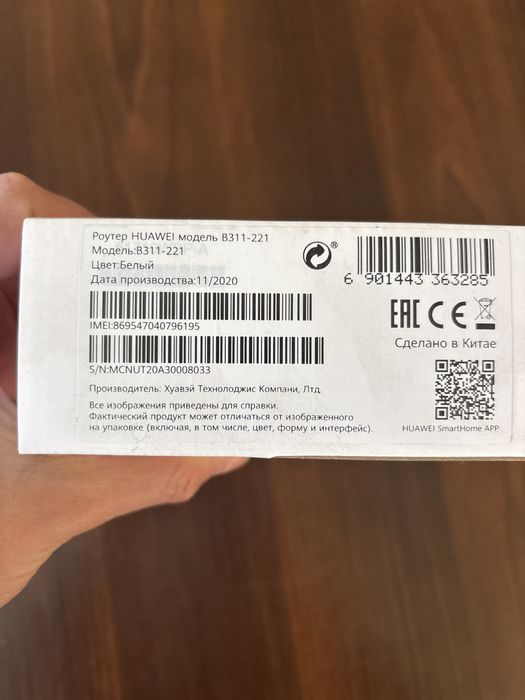 Роутер HUAWEI модель B311-221
Модель:B311-221
Цвет:Белый
Дата производства:11/2020
IMEI:869547040796195
S/N:MCNUT20A30008033
Производитель: Хуавэй Технолоджис Компани, Лтд.
Все изображения приведены для справки.
Фактический продукт может отличаться от изображенного
на упаковке (включая, в том числе, цвет, форму и интерфейс).
®
6 901443 363285
EAC CE
Сделано в Китае
HUAWEI SmartHome APP